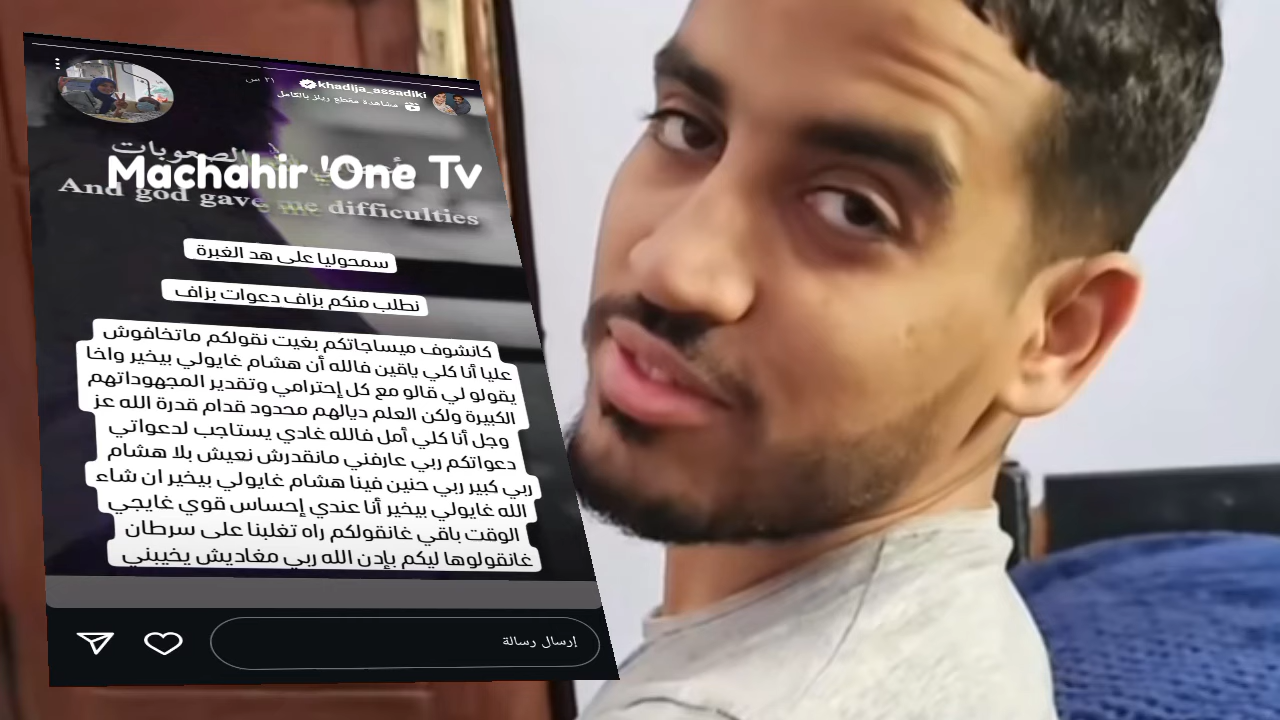 ٢١ س
khadija_assadiki
مشاهدة مقطع ريلز بالكامل
الصعوبات
Machahir 'One Tv
And god gave me difficulties
سمحوليا على هد الغبرة
نطلب منكم بزاف دعوات بزاف
كانشوف ميساجاتكم بغيت نقولكم ماتخافوش
عليا أنا كلي ياقين فالله أن هشام غايولي بيخير واخا
يقولو لي قالو مع كل إحترامي وتقدير المجهوداتهم
الكبيرة ولكن العلم ديالهم محدود قدام قدرة الله عز
وجل أنا كلي أمل فالله غادي يستاجب لدعواتي
دعواتكم ربي عارفني مانقدرش نعيش بلا هشام
ربي كبير ربي حنين فينا هشام غايولي بيخير ان شاء
الله غايولي بيخير أنا عندي إحساس قوي غايجي
الوقت باقي غانقولكم راه تغلبنا على سرطان
غانقولوها ليكم بإدن الله ربي مغاديش يخيبني
إرسال رسالة